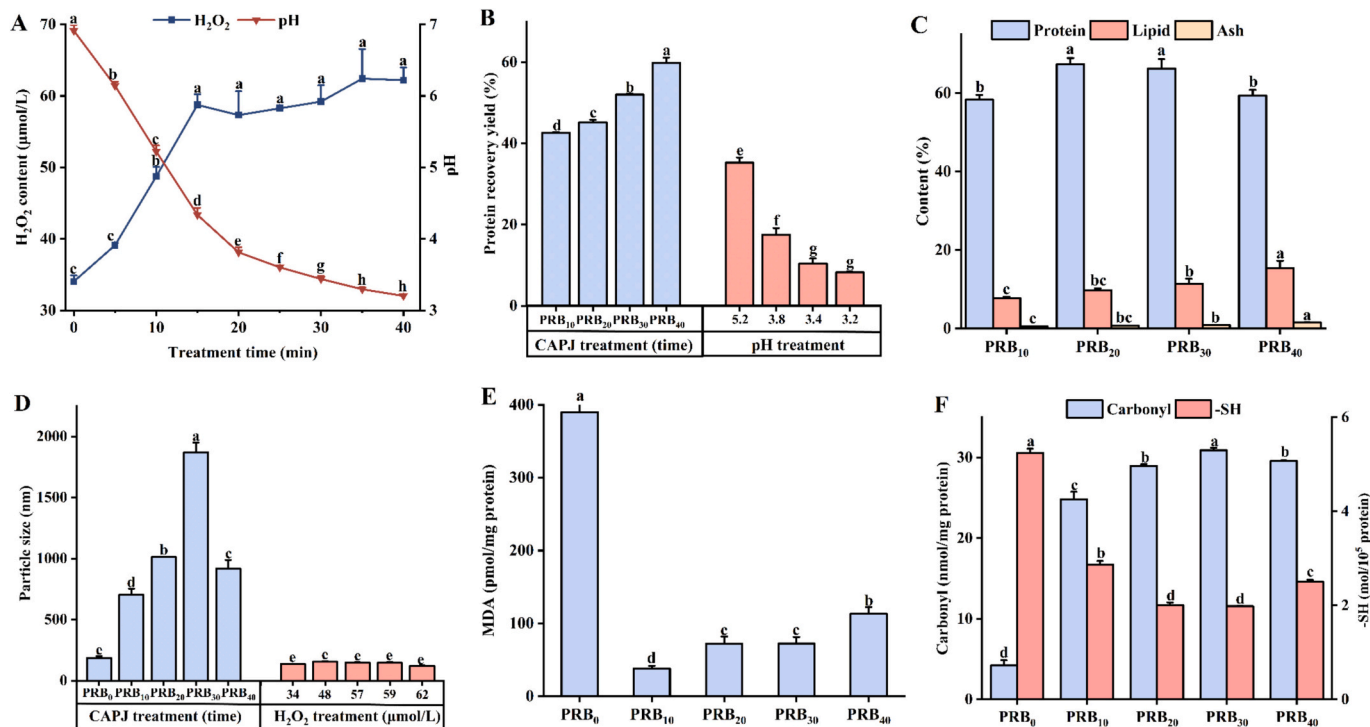 A
H₂O₂ pH
70
60
50
40
30
H₂O₂ content (μmol/L)
7
6
5
4
3
pH
a
b
c
b
d
e
f
g
h
h
c
c
a
a
a
a
a
a
0 10 20 30 40
Treatment time (min)
B
Protein recovery yield (%)
60
40
20
0
d
c
b
a
e
f
g
g
PRB₁₀ PRB₂₀ PRB₃₀ PRB₄₀ 5.2 3.8 3.4 3.2
CAPJ treatment (time) pH treatment
C
Protein Lipid Ash
Content (%)
60
40
20
0
b
c
c
a
bc
bc
a
b
b
b
a
a
PRB₁₀ PRB₂₀ PRB₃₀ PRB₄₀
D
Particle size (nm)
2000
1500
1000
500
0
e
d
b
a
c
e
e
e
e
e
PRB₀ PRB₁₀ PRB₂₀ PRB₃₀ PRB₄₀ 34 48 57 59 62
CAPJ treatment (time) H₂O₂ treatment (μmol/L)
E
MDA (pmol/mg protein)
400
300
200
100
0
a
d
c
c
b
PRB₀ PRB₁₀ PRB₂₀ PRB₃₀ PRB₄₀
F
Carbonyl -SH
Carbonyl (nmol/mg protein)
30
20
10
0
6
4
2
0
-SH (mol/10⁵ protein)
d
a
c
b
b
d
a
d
b
c
PRB₀ PRB₁₀ PRB₂₀ PRB₃₀ PRB₄₀